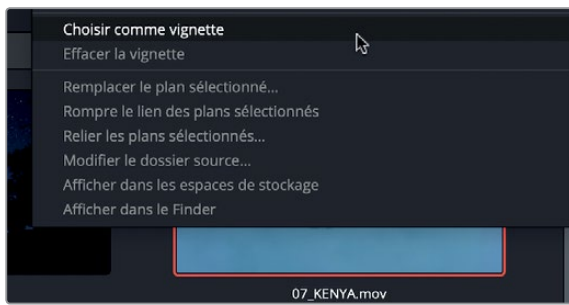 Choisir comme vignette
Effacer la vignette
Remplacer le plan sélectionné...
Rompre le lien des plans sélectionnés
Relier les plans sélectionnés...
Modifier le dossier source...
Afficher dans les espaces de stockage
Afficher dans le Finder
07_KENYA.mov